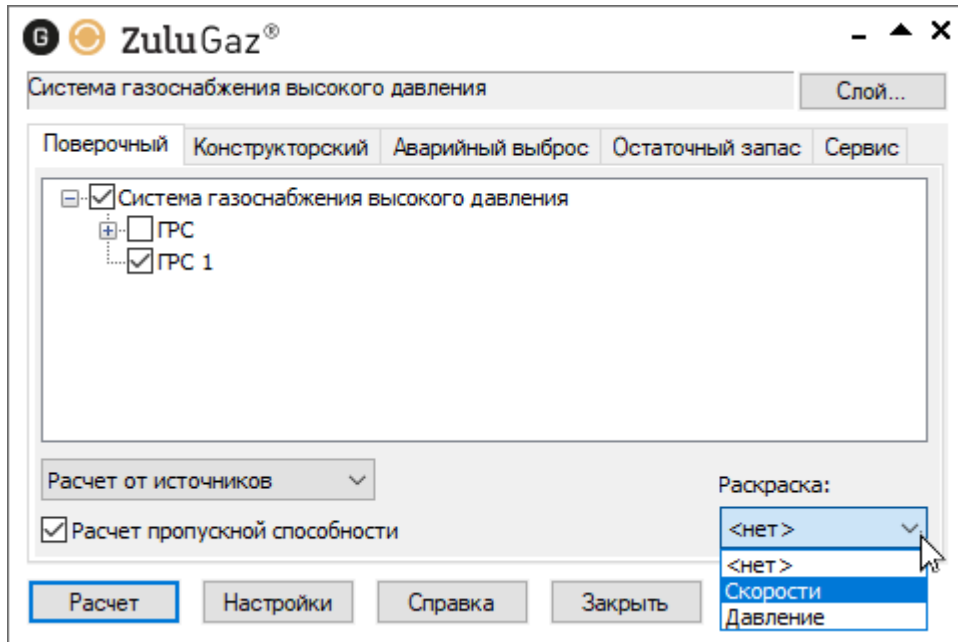 G ZuluGaz®
Система газоснабжения высокого давления
Слой...
Поверочный Конструкторский Аварийный выброс Остаточный запас Сервис
Система газоснабжения высокого давления
ГРС
ГРС 1
Расчет от источников
Раскраска:
Расчет пропускной способности
<нет>
<нет>
Скорости
Давление
Расчет Настройки Справка Закрыть